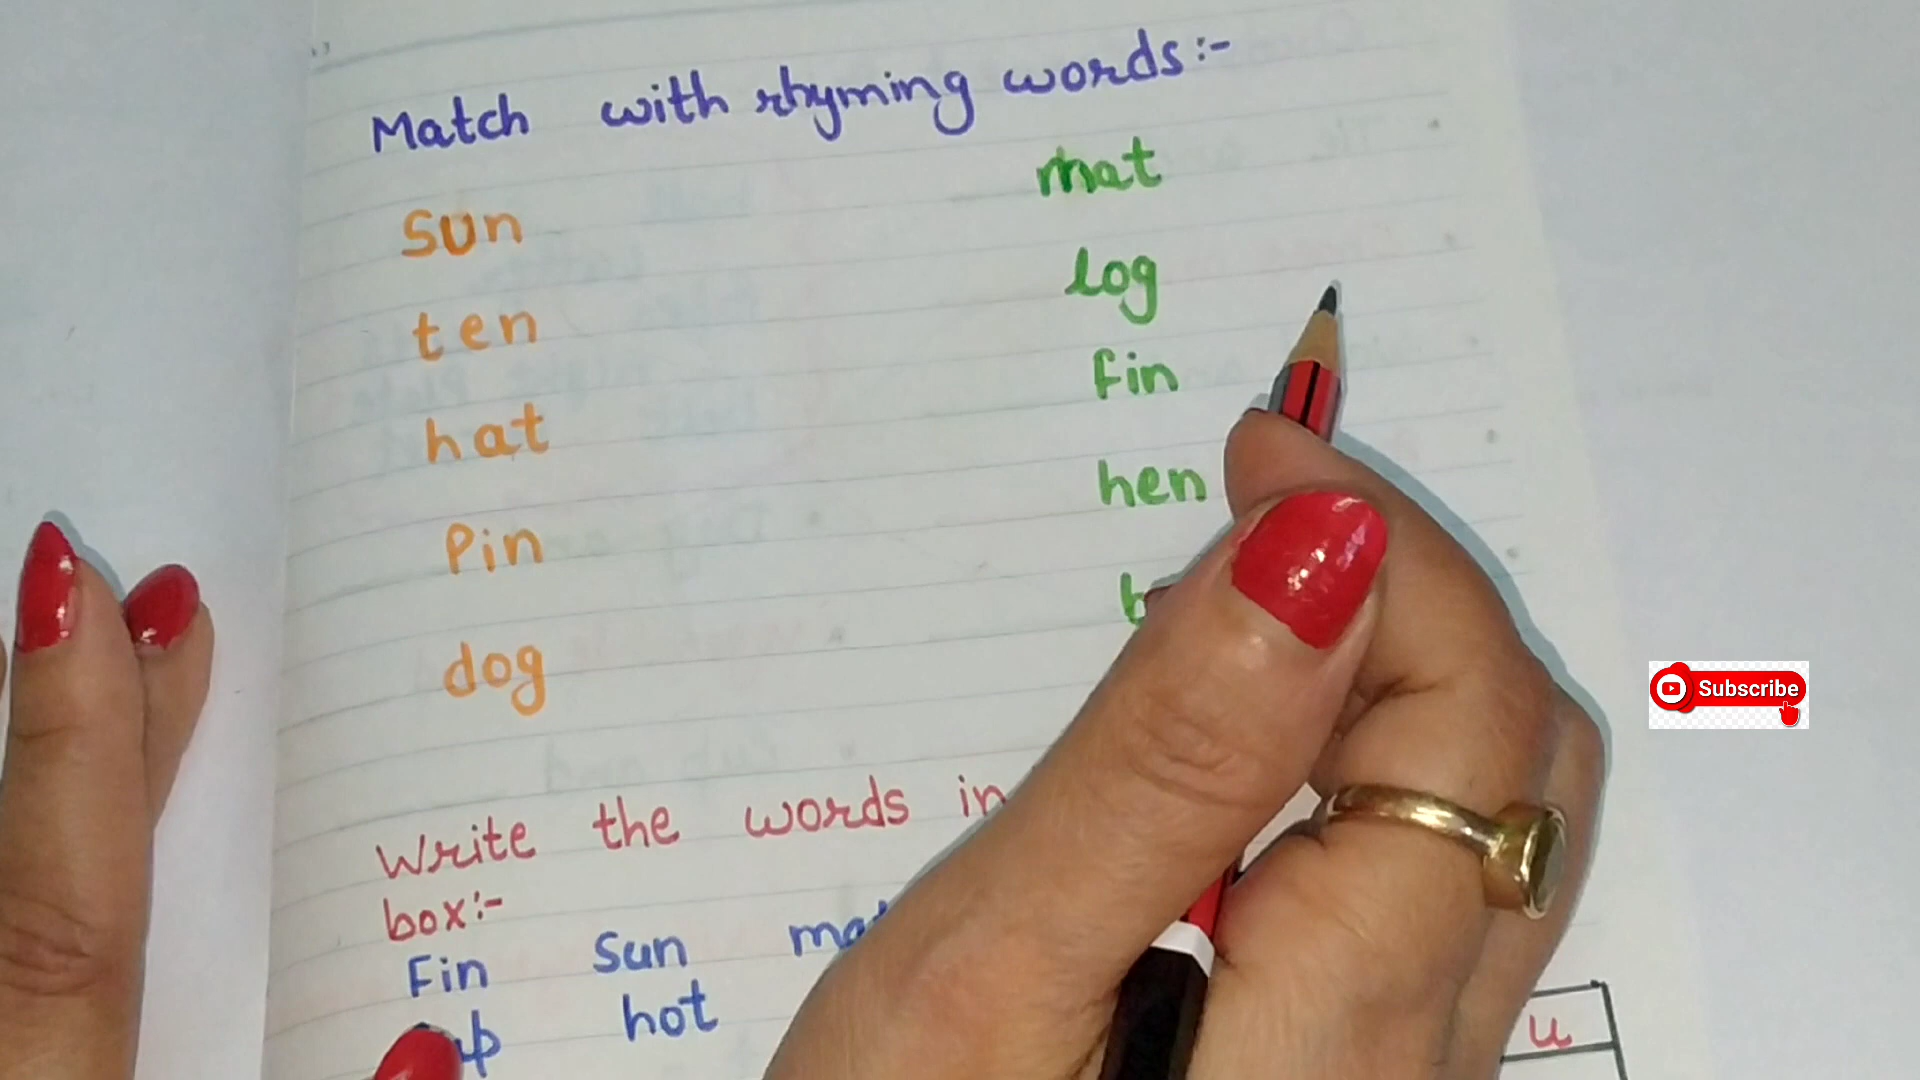 Match with rhyming words:-
sun mat
ten log
hat fin
Pin hen
dog
Write the words in
box:-
Fin Sun
hot
u
Subscribe